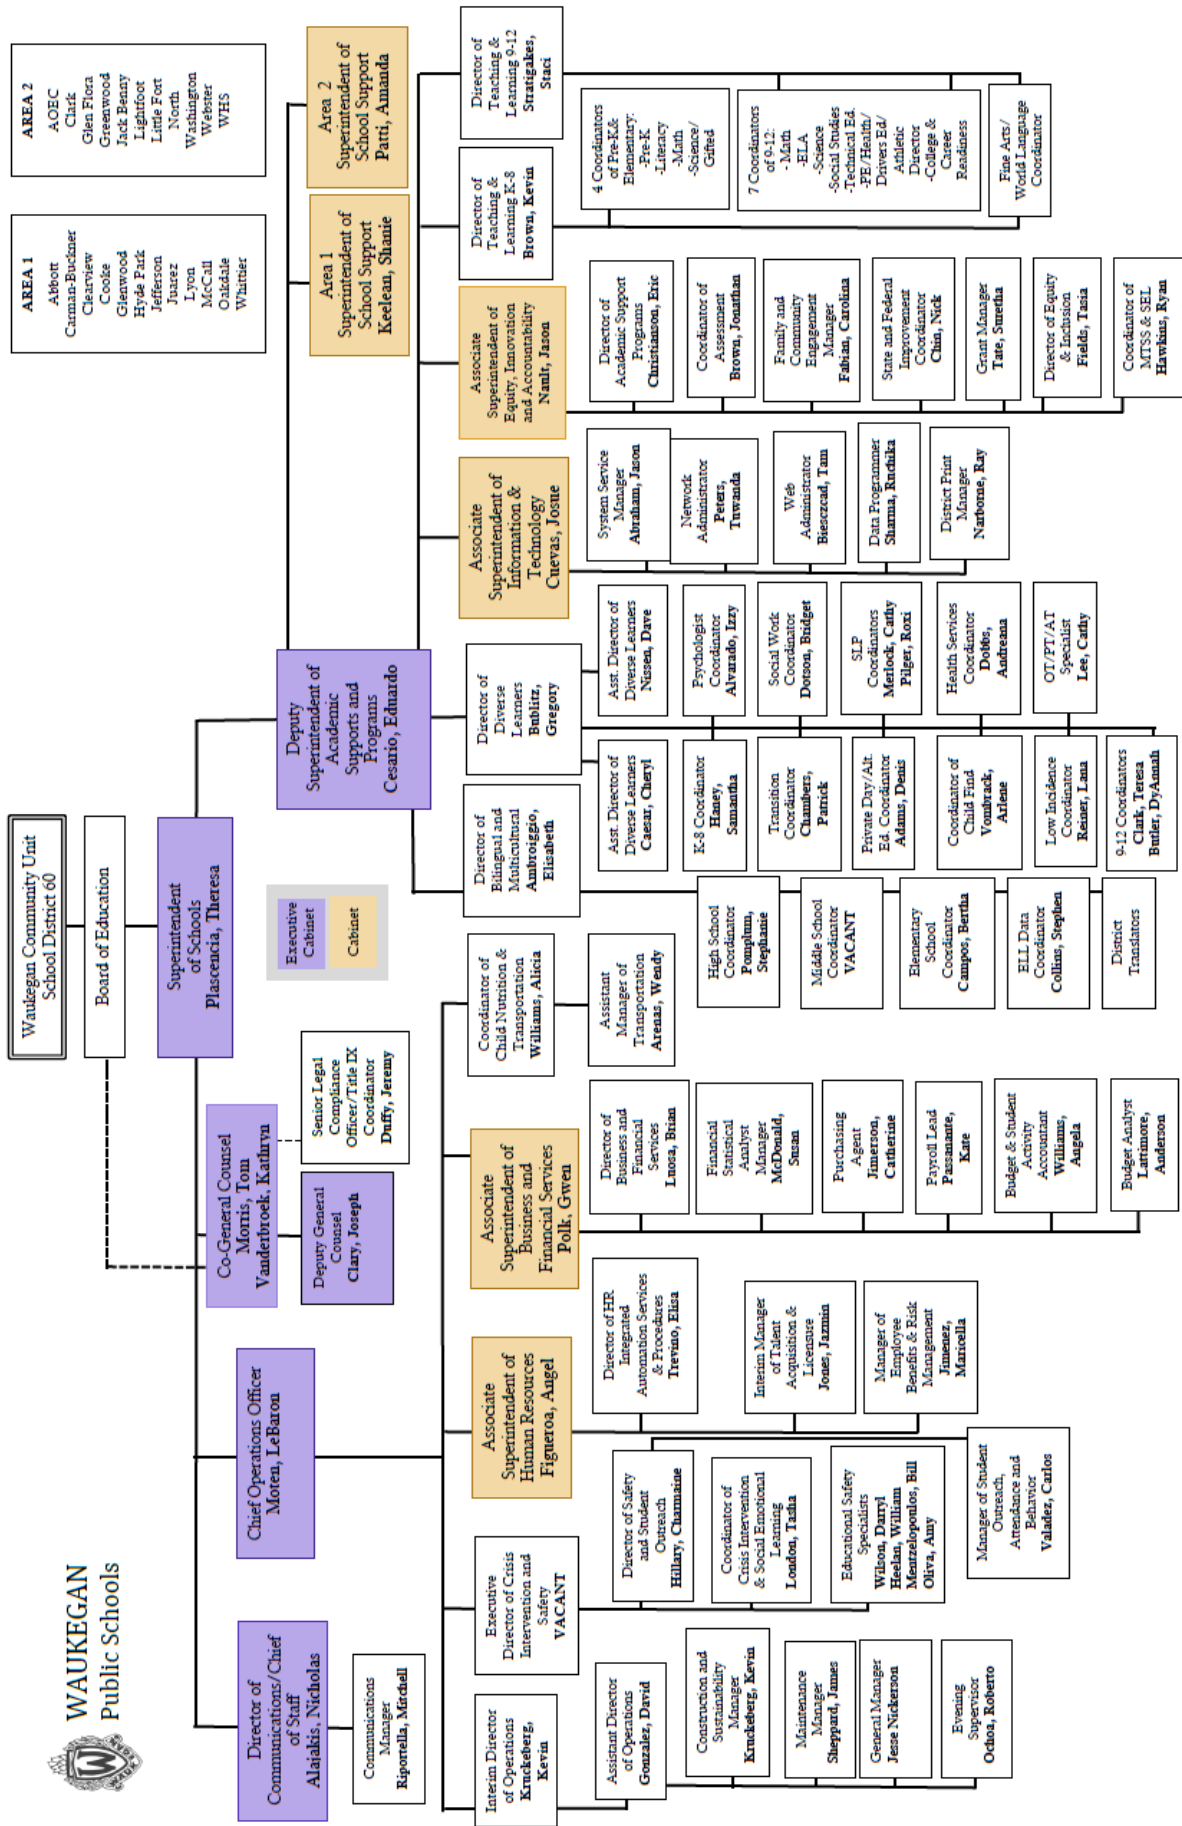 WAUKEGAN
Public Schools
Waukegan Community Unit
School District 60
Board of Education
Superintendent
of Schools
Plascencia, Theresa
Executive
Cabinet
Cabinet
AREA 1
Abbott
Carman-Buckner
Clearview
Cooke
Glenwood
Hyde Park
Jefferson
Juarez
Lyon
McCall
Oakdale
Whittier
AREA 2
AOEC
Clark
Glen Flora
Greenwood
Jack Benny
Lightfoot
Little Fort
North
Washington
Webster
WHS
Director of
Communications/Chief
of Staff
Alajakis, Nicholas
Communications
Manager
Riportella, Mitchell
Chief Operations Officer
Moten, LeBaron
Co-General Counsel
Morris, Tom
Vanderbroek, Kathryn
Deputy General
Counsel
Clary, Joseph
Senior Legal
Compliance
Officer/Title IX
Coordinator
Duffy, Jeremy
Deputy
Superintendent of
Academic
Supports and
Programs
Cesario, Eduardo
Area 1
Superintendent of
School Support
Keelean, Shanie
Area 2
Superintendent of
School Support
Patti, Amanda
Interim Director
of Operations
Kruckeberg,
Kevin
Assistant Director
of Operations
Gonzalez, David
Construction and
Sustainability
Manager
Kruckeberg, Kevin
Maintenance
Manager
Sheppard, James
General Manager
Jesse Nickerson
Evening
Supervisor
Ochoa, Roberto
Executive
Director of Crisis
Intervention and
Safety
VACANT
Director of Safety
and Student
Outreach
Hillary, Charmaine
Coordinator of
Crisis Intervention
& Social Emotional
Learning
London, Tasha
Educational Safety
Specialists
Wilson, Darryl
Heelan, William
Mentzelopoulos, Bill
Oliva, Amy
Manager of Student
Outreach,
Attendance and
Behavior
Valadez, Carlos
Associate
Superintendent of
Human Resources
Figueroa, Angel
Director of HR
Integrated
Automation Services
& Procedures
Trevino, Elisa
Interim Manager
of Talent
Acquisition &
Licensure
Jones, Jazmin
Manager of
Employee
Benefits & Risk
Management
Jimenez,
Maricella
Associate
Superintendent of
Business and
Financial Services
Polk, Gwen
Director of
Business and
Financial
Services
Luosa, Brian
Financial
Statistical
Analyst
Manager
McDonald,
Susan
Purchasing
Agent
Jimerson,
Catherine
Payroll Lead
Passanante,
Kate
Budget & Student
Activity
Accountant
Williams,
Angela
Budget Analyst
Lattimore,
Anderson
Coordinator of
Child Nutrition &
Transportation
Williams, Alicia
Assistant
Manager of
Transportation
Arenas, Wendy
Director of
Bilingual and
Multicultural
Ambroiggio,
Elisabeth
High School
Coordinator
Pomplum,
Stephanie
Middle School
Coordinator
VACANT
Elementary
School
Coordinator
Campos, Bertha
ELL Data
Coordinator
Collins, Stephen
District
Translators
Director of
Diverse
Learners
Bublitz,
Gregory
Asst. Director of
Diverse Learners
Caesar, Cheryl
K-8 Coordinator
Haney,
Samantha
Transition
Coordinator
Chambers,
Patrick
Private Day/Alt.
Ed. Coordinator
Adams, Denis
Coordinator of
Child Find
Vombrack,
Arlene
Low Incidence
Coordinator
Reiner, Lana
9-12 Coordinators
Clark, Teresa
Butler, DyAnnah
Asst. Director of
Diverse Learners
Nissen, Dave
Psychologist
Coordinator
Alvarado, Izzy
Social Work
Coordinator
Dotson, Bridget
SLP
Coordinators
Merlock, Cathy
Pilger, Roxi
Health Services
Coordinator
Dobbs,
Andreana
OT/PT/AT
Specialist
Lee, Cathy
Associate
Superintendent of
Information &
Technology
Cuevas, Josue
System Service
Manager
Abraham, Jason
Network
Administrator
Peters,
Tuwanda
Web
Administrator
Biesczcad, Tam
Data Programmer
Sharma, Ruchika
District Print
Manager
Narborne, Ray
Associate
Superintendent of
Equity, Innovation
and Accountability
Nault, Jason
Director of
Academic Support
Programs
Christianson, Eric
Coordinator of
Assessment
Brown, Jonathan
Family and
Community
Engagement
Manager
Fabian, Carolina
State and Federal
Improvement
Coordinator
Chin, Nick
Grant Manager
Tate, Suretha
Director of Equity
& Inclusion
Fields, Tasia
Coordinator of
MTSS & SEL
Hawkins, Ryan
Director of
Teaching &
Learning K-8
Brown, Kevin
Director of
Teaching &
Learning 9-12
Stratigakes,
Staci
4 Coordinators
of Pre-K&
Elementary:
-Pre-K
-Literacy
-Math
-Science/
Gifted
7 Coordinators
of 9-12:
- Math
-ELA
-Science
-Social Studies
-Technical Ed.
-PE/Health/
Drivers Ed/
Athletic
Director
-College &
Career
Readiness
Fine Arts/
World Language
Coordinator